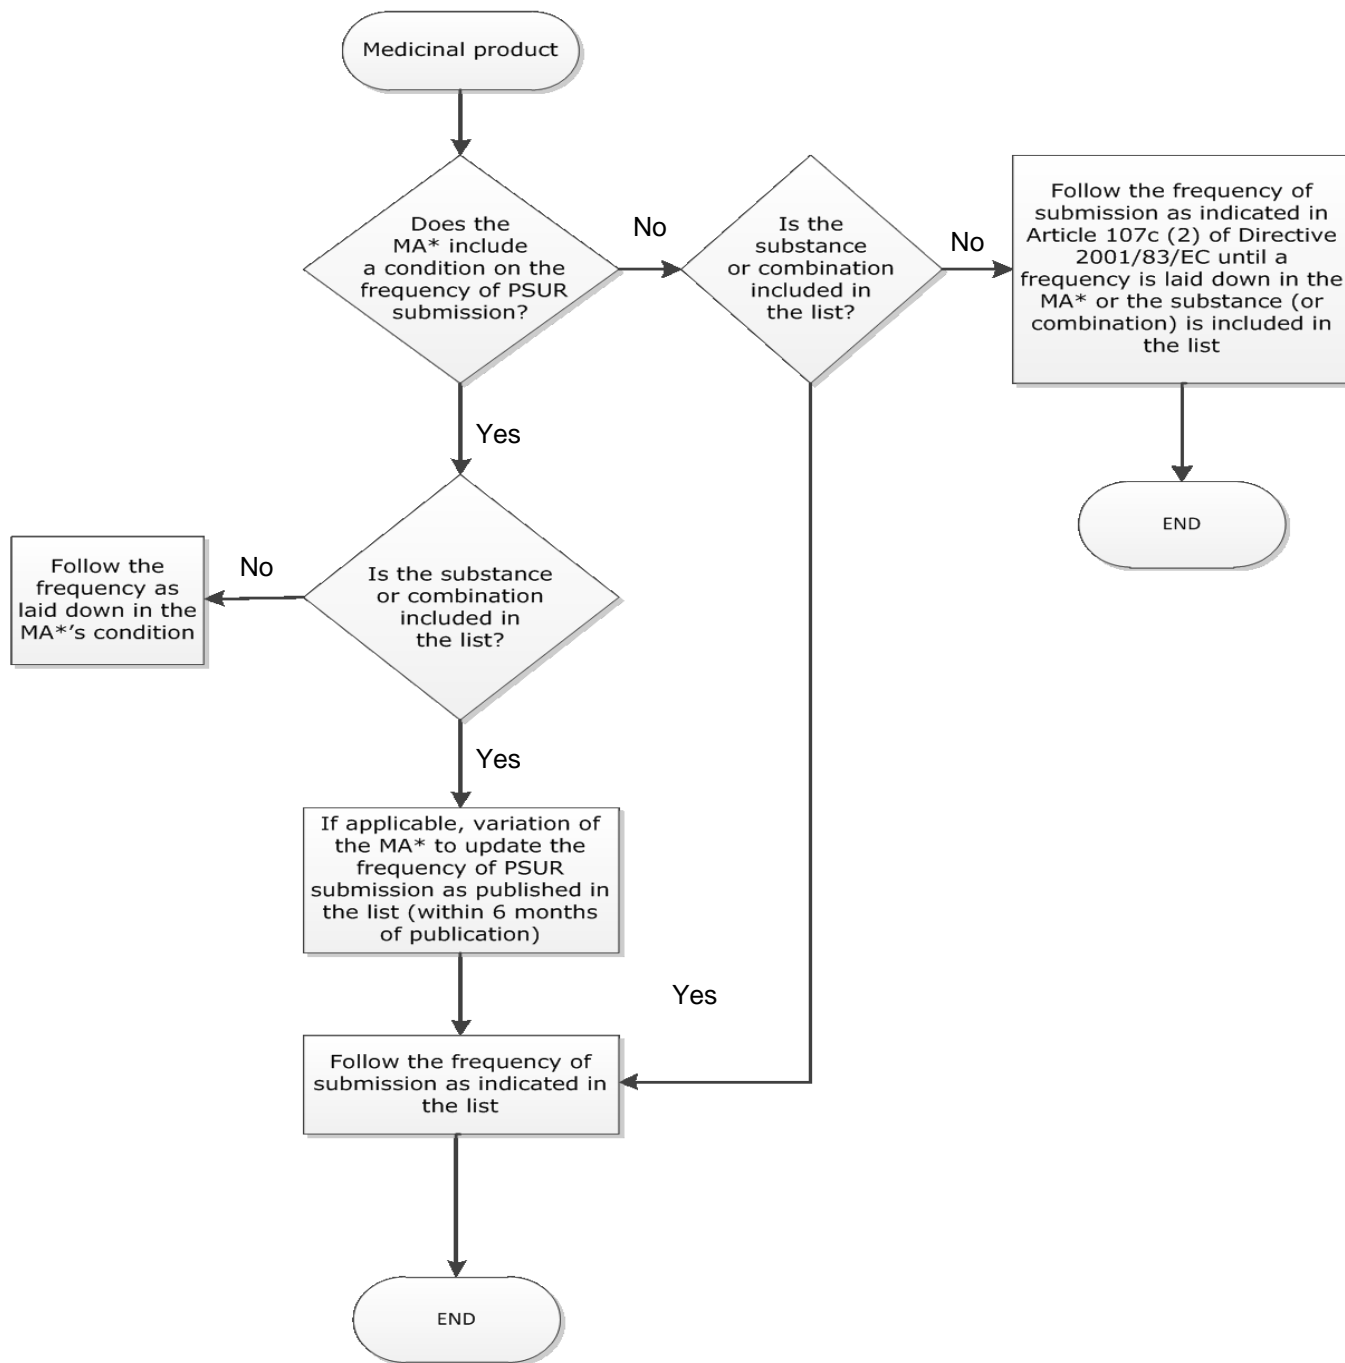 Medicinal product
Does the
MA* include
a condition on the
frequency of PSUR
submission?
No
Is the
substance
or combination
included in
the list?
No
Follow the frequency of
submission as indicated in
Article 107c (2) of Directive
2001/83/EC until a
frequency is laid down in the
MA* or the substance (or
combination) is included in
the list
END
Yes
Is the substance
or combination
included in
the list?
No
Follow the
frequency as
laid down in the
MA*'s condition
Yes
If applicable, variation of
the MA* to update the
frequency of PSUR
submission as published in
the list (within 6 months
of publication)
Yes
Follow the frequency of
submission as indicated in
the list
END